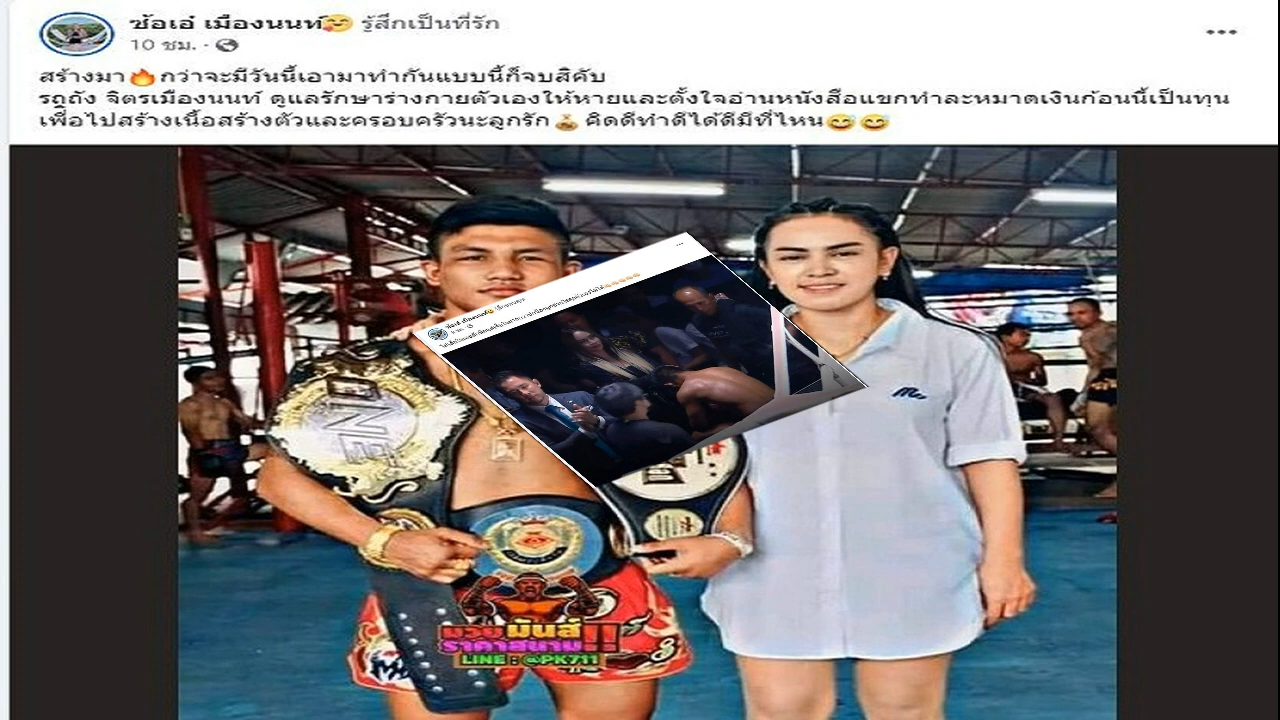 ช้อเอ๋ เมืองนนท์🥰 รู้สึกเป็นที่รัก
10 ชม. ·
สร้างมา🔥กว่าจะมีวันนี้เอามาทำกันแบบนี้ก็จบสิคับ
รถถัง จิตรเมืองนนท์ ดูแลรักษาร่างกายตัวเองให้หายและตั้งใจอ่านหนังสือแขกทำละหมาดเงินก้อนนี้เป็นทุน
เพื่อไปสร้างเนื้อสร้างตัวและครอบครัวนะลูกรัก💰คิดดีทำดีได้ดีมีที่ไหน😅😅
ONE
มวยมันส์
ราคาสนาม!!
LINE : @PK711